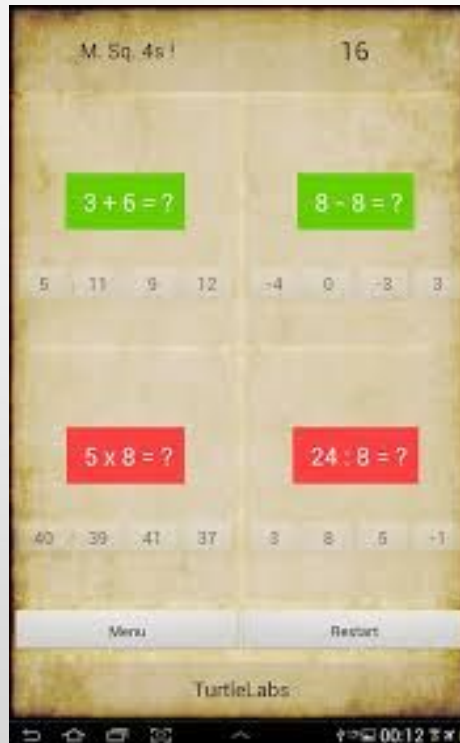 M. Sq. 4s! 16
3 + 6 = ? 8 - 8 = ?
5 11 9 12 -4 0 -3 3
5 x 8 = ? 24 : 8 = ?
40 39 41 37 3 8 5 -1
Menu Restart
TurtleLabs
00:12